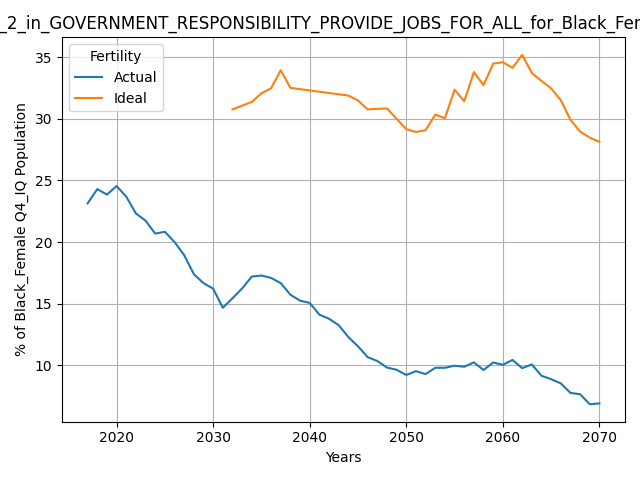 _2_in_GOVERNMENT_RESPONSIBILITY_PROVIDE_JOBS_FOR_ALL_for_Black_Fer
Fertility
Actual
Ideal
% of Black_Female Q4_IQ Population
35
30
25
20
15
10
2020 2030 2040 2050 2060 2070
Years